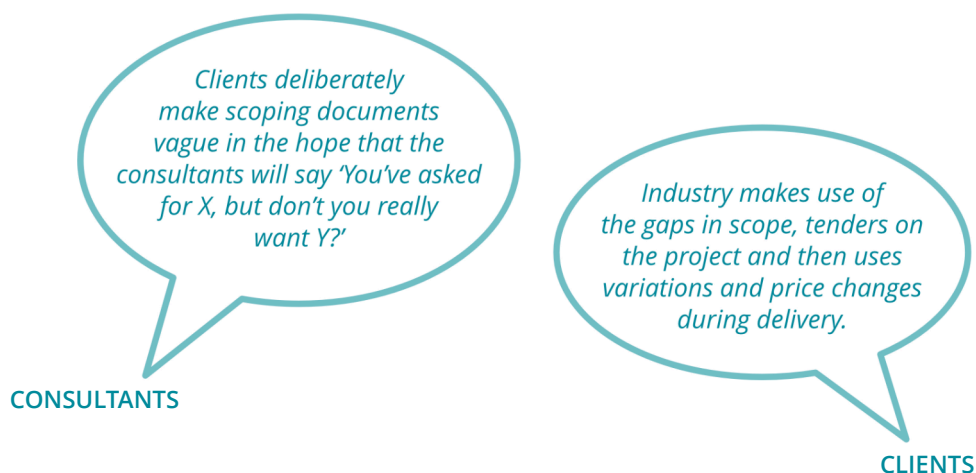 Clients deliberately
make scoping documents
vague in the hope that the
consultants will say ‘You’ve asked
for X, but don’t you really
want Y?’
CONSULTANTS
Industry makes use of
the gaps in scope, tenders on
the project and then uses
variations and price changes
during delivery.
CLIENTS